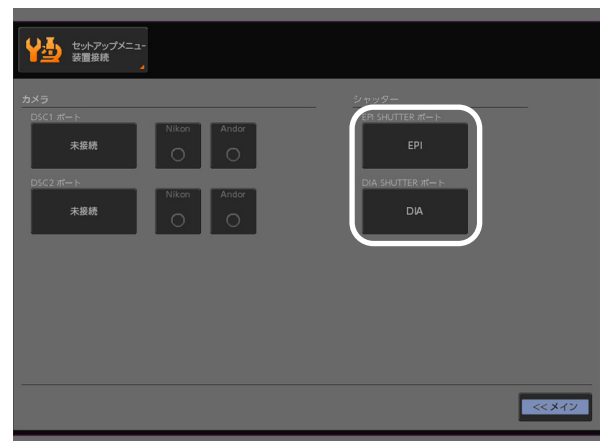 セットアップメニュー
装置接続
カメラ
シャッター
DSC1 ポート
EPI SHUTTER ポート
未接続
Nikon
Andor
EPI
DSC2 ポート
DIA SHUTTER ポート
未接続
Nikon
Andor
DIA
<< メイン